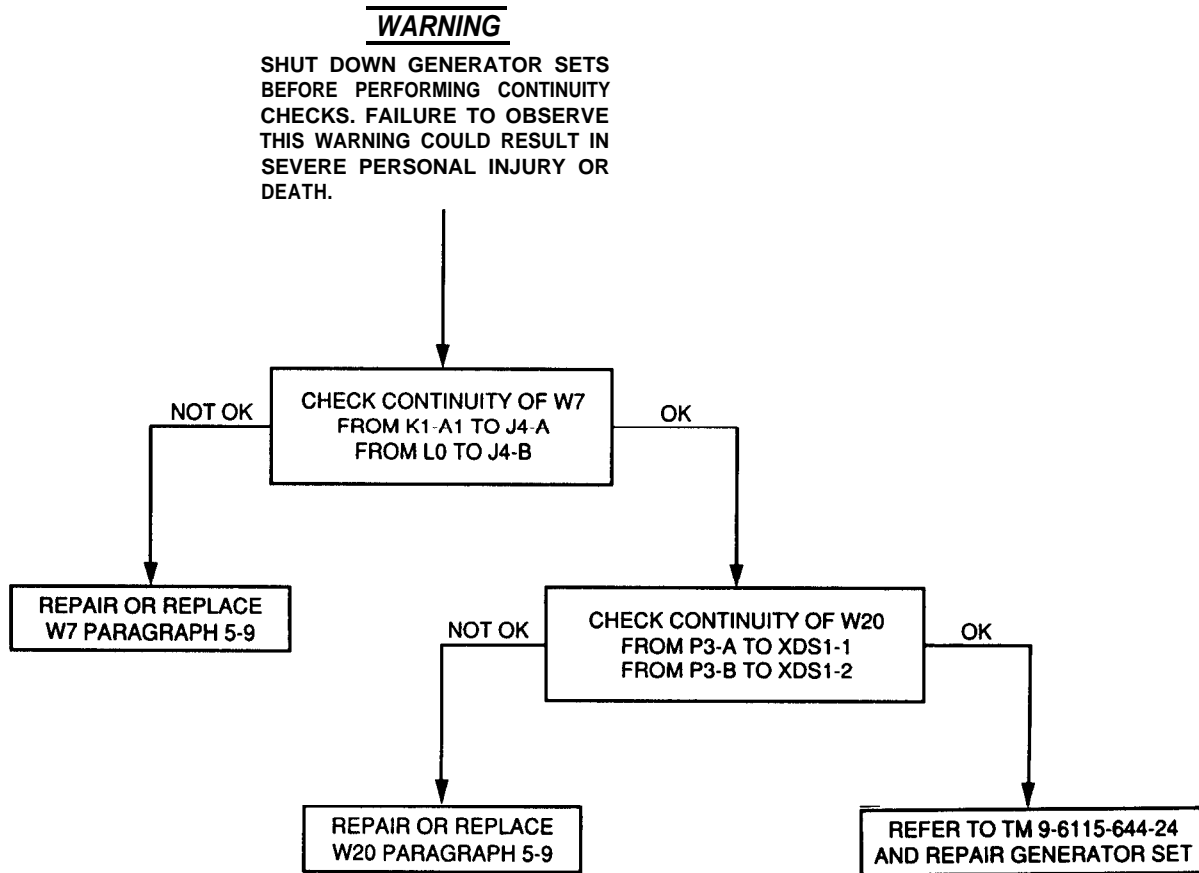 WARNING
SHUT DOWN GENERATOR SETS
BEFORE PERFORMING CONTINUITY
CHECKS. FAILURE TO OBSERVE
THIS WARNING COULD RESULT IN
SEVERE PERSONAL INJURY OR
DEATH.
CHECK CONTINUITY OF W7
FROM K1-A1 TO J4-A
FROM L0 TO J4-B
NOT OK
OK
REPAIR OR REPLACE
W7 PARAGRAPH 5-9
CHECK CONTINUITY OF W20
FROM P3-A TO XDS1-1
FROM P3-B TO XDS1-2
NOT OK
OK
REPAIR OR REPLACE
W20 PARAGRAPH 5-9
REFER TO TM 9-6115-644-24
AND REPAIR GENERATOR SET